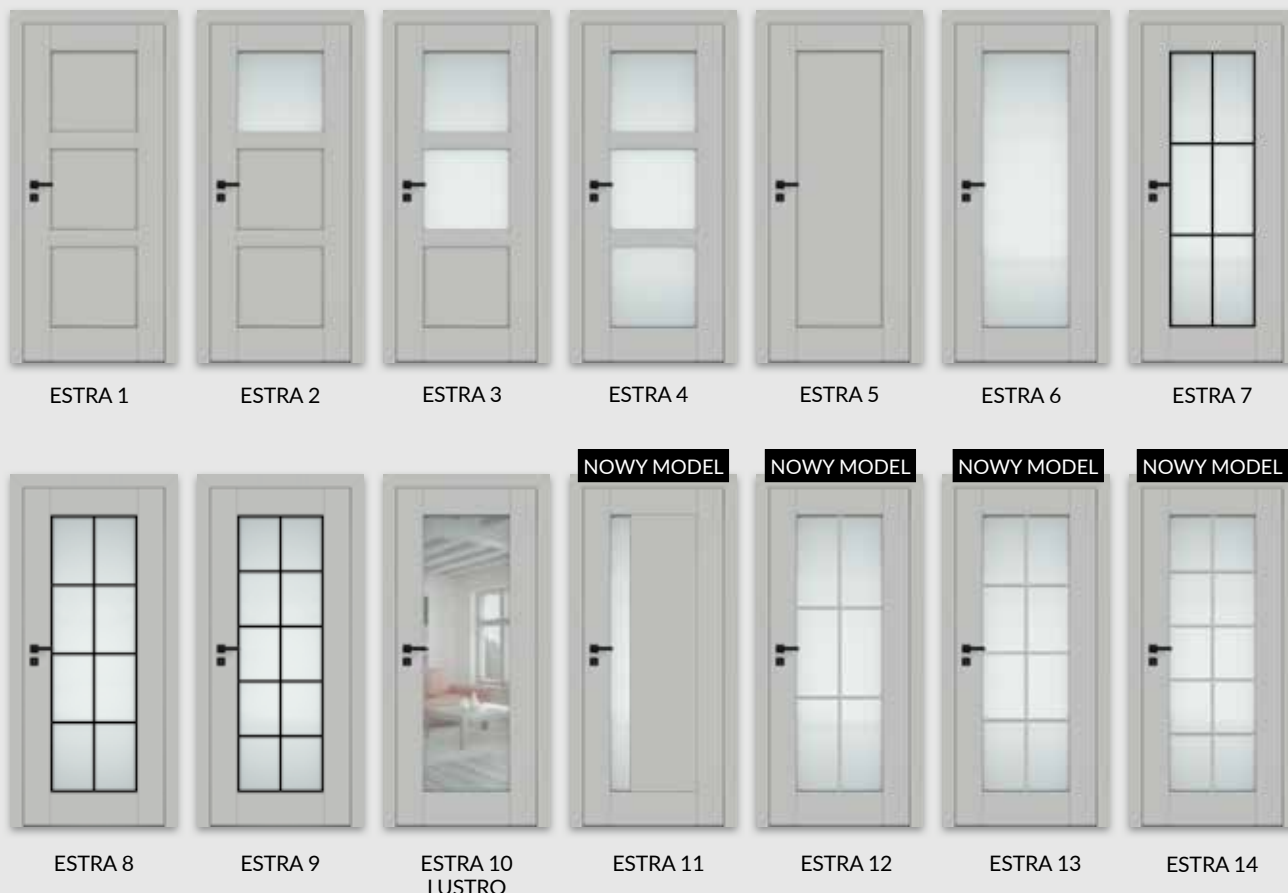 ESTRA 1
ESTRA 2
ESTRA 3
ESTRA 4
ESTRA 5
ESTRA 6
ESTRA 7
NOWY MODEL
NOWY MODEL
NOWY MODEL
NOWY MODEL
ESTRA 8
ESTRA 9
ESTRA 10
LUSTRO
ESTRA 11
ESTRA 12
ESTRA 13
ESTRA 14